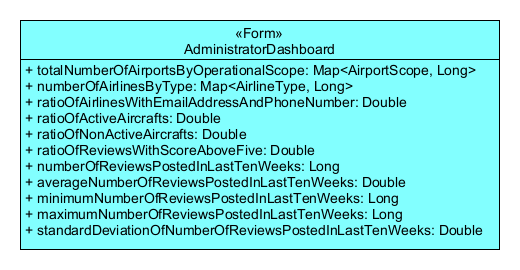 «Form»
AdministratorDashboard
+ totalNumberOfAirportsByOperationalScope: Map<AirportScope, Long>
+ numberOfAirlinesByType: Map<AirlineType, Long>
+ ratioOfAirlinesWithEmailAddressAndPhoneNumber: Double
+ ratioOfActiveAircrafts: Double
+ ratioOfNonActiveAircrafts: Double
+ ratioOfReviewsWithScoreAboveFive: Double
+ numberOfReviewsPostedInLastTenWeeks: Long
+ averageNumberOfReviewsPostedInLastTenWeeks: Double
+ minimumNumberOfReviewsPostedInLastTenWeeks: Long
+ maximumNumberOfReviewsPostedInLastTenWeeks: Long
+ standardDeviationOfNumberOfReviewsPostedInLastTenWeeks: Double